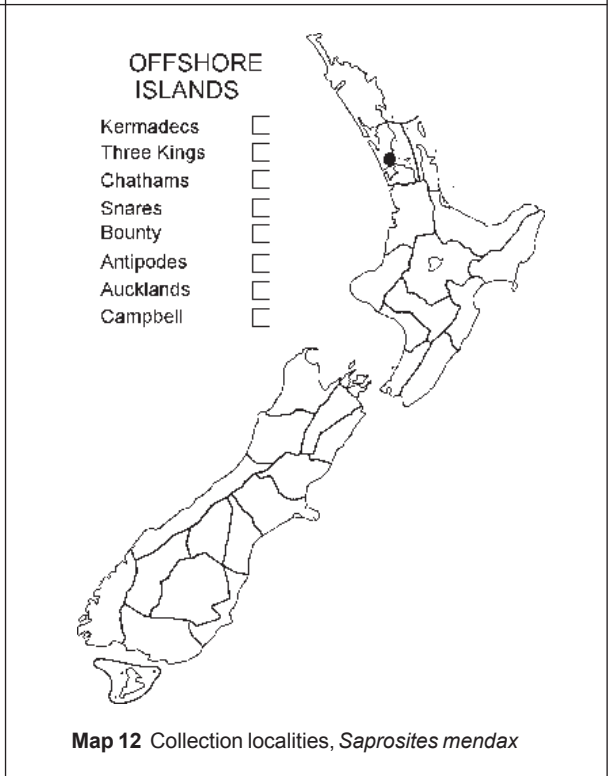 OFFSHORE
ISLANDS
Kermadecs
Three Kings
Chathams
Snares
Bounty
Antipodes
Aucklands
Campbell
Map 12 Collection localities, Saprosites mendax